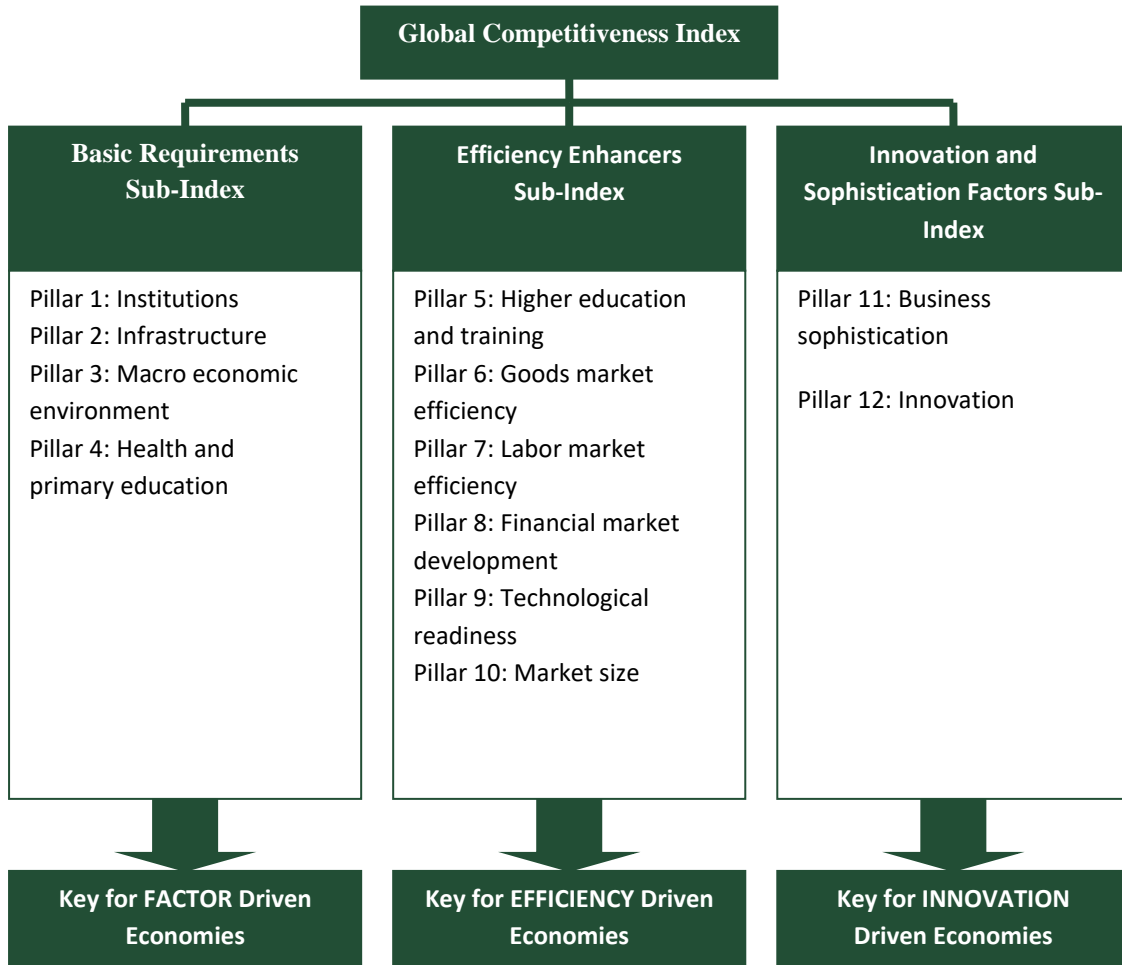 Global Competitiveness Index
Basic Requirements
Sub-Index
Pillar 1: Institutions
Pillar 2: Infrastructure
Pillar 3: Macro economic
environment
Pillar 4: Health and
primary education
Key for FACTOR Driven
Economies
Efficiency Enhancers
Sub-Index
Pillar 5: Higher education
and training
Pillar 6: Goods market
efficiency
Pillar 7: Labor market
efficiency
Pillar 8: Financial market
development
Pillar 9: Technological
readiness
Pillar 10: Market size
Key for EFFICIENCY Driven
Economies
Innovation and
Sophistication Factors Sub-
Index
Pillar 11: Business
sophistication
Pillar 12: Innovation
Key for INNOVATION
Driven Economies